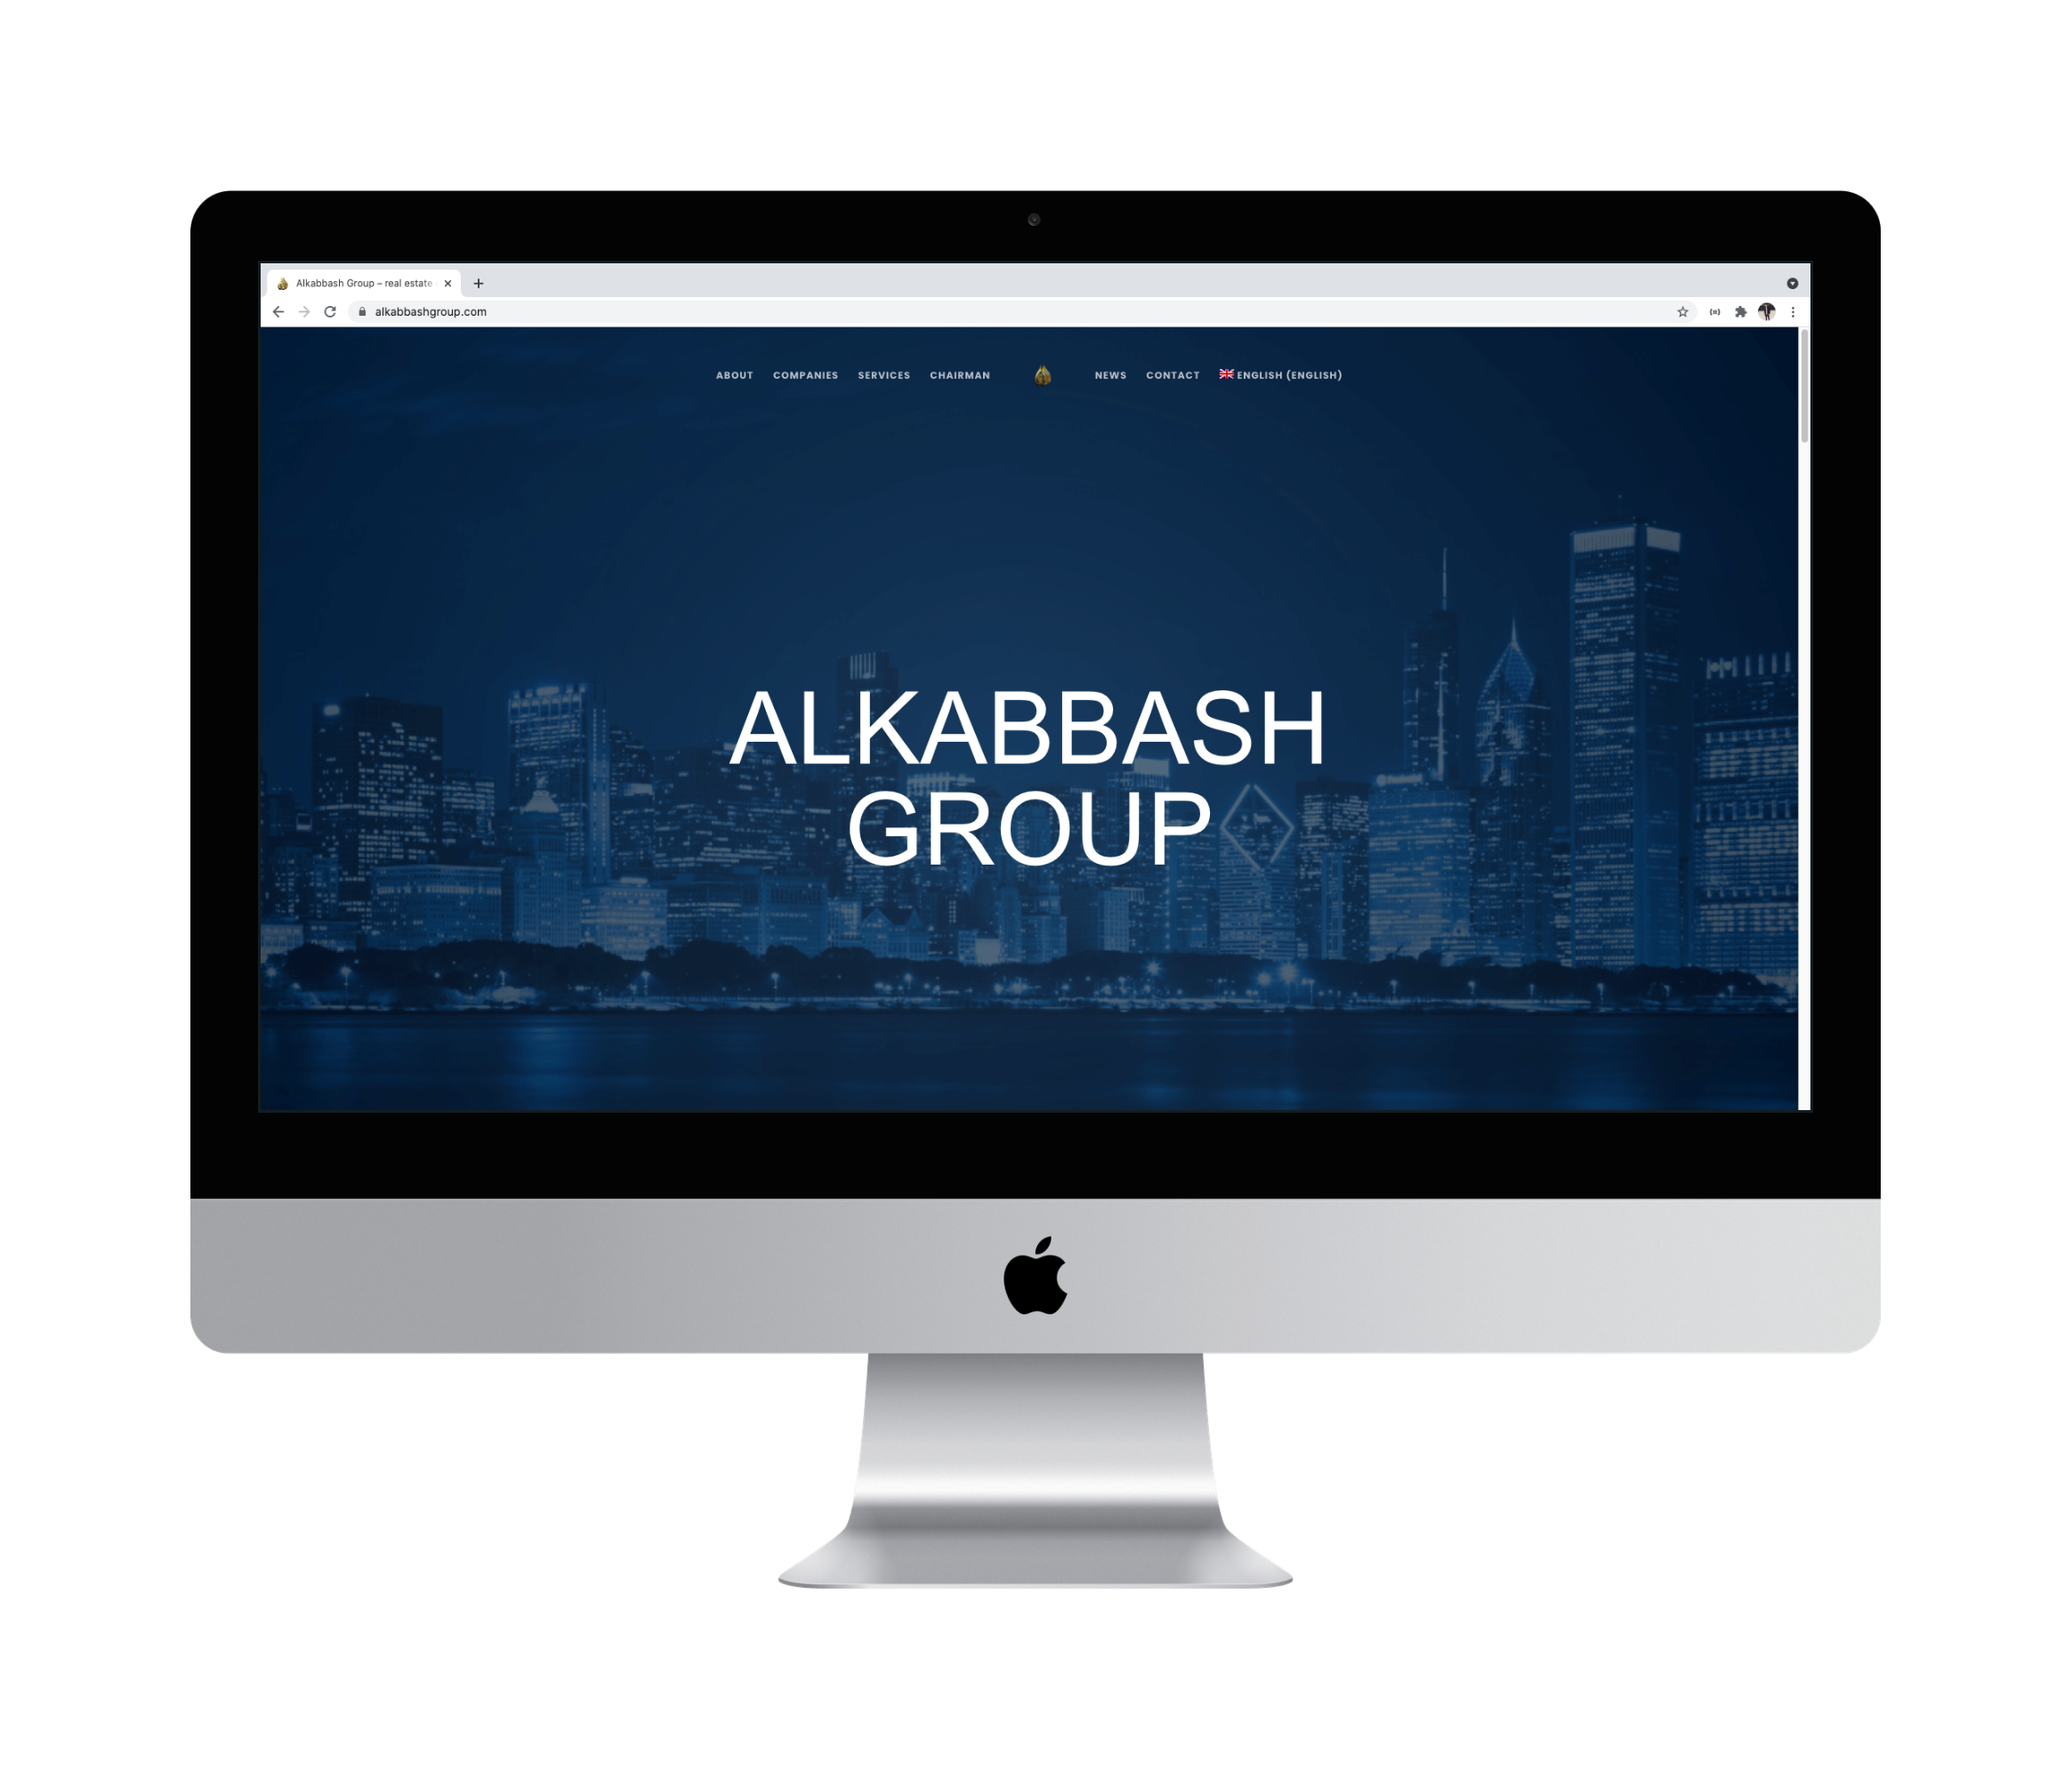 Alkabbash Group – real estate
alkabbashgroup.com
ABOUT COMPANIES SERVICES CHAIRMAN NEWS CONTACT ENGLISH (ENGLISH)
ALKABBASH
GROUP